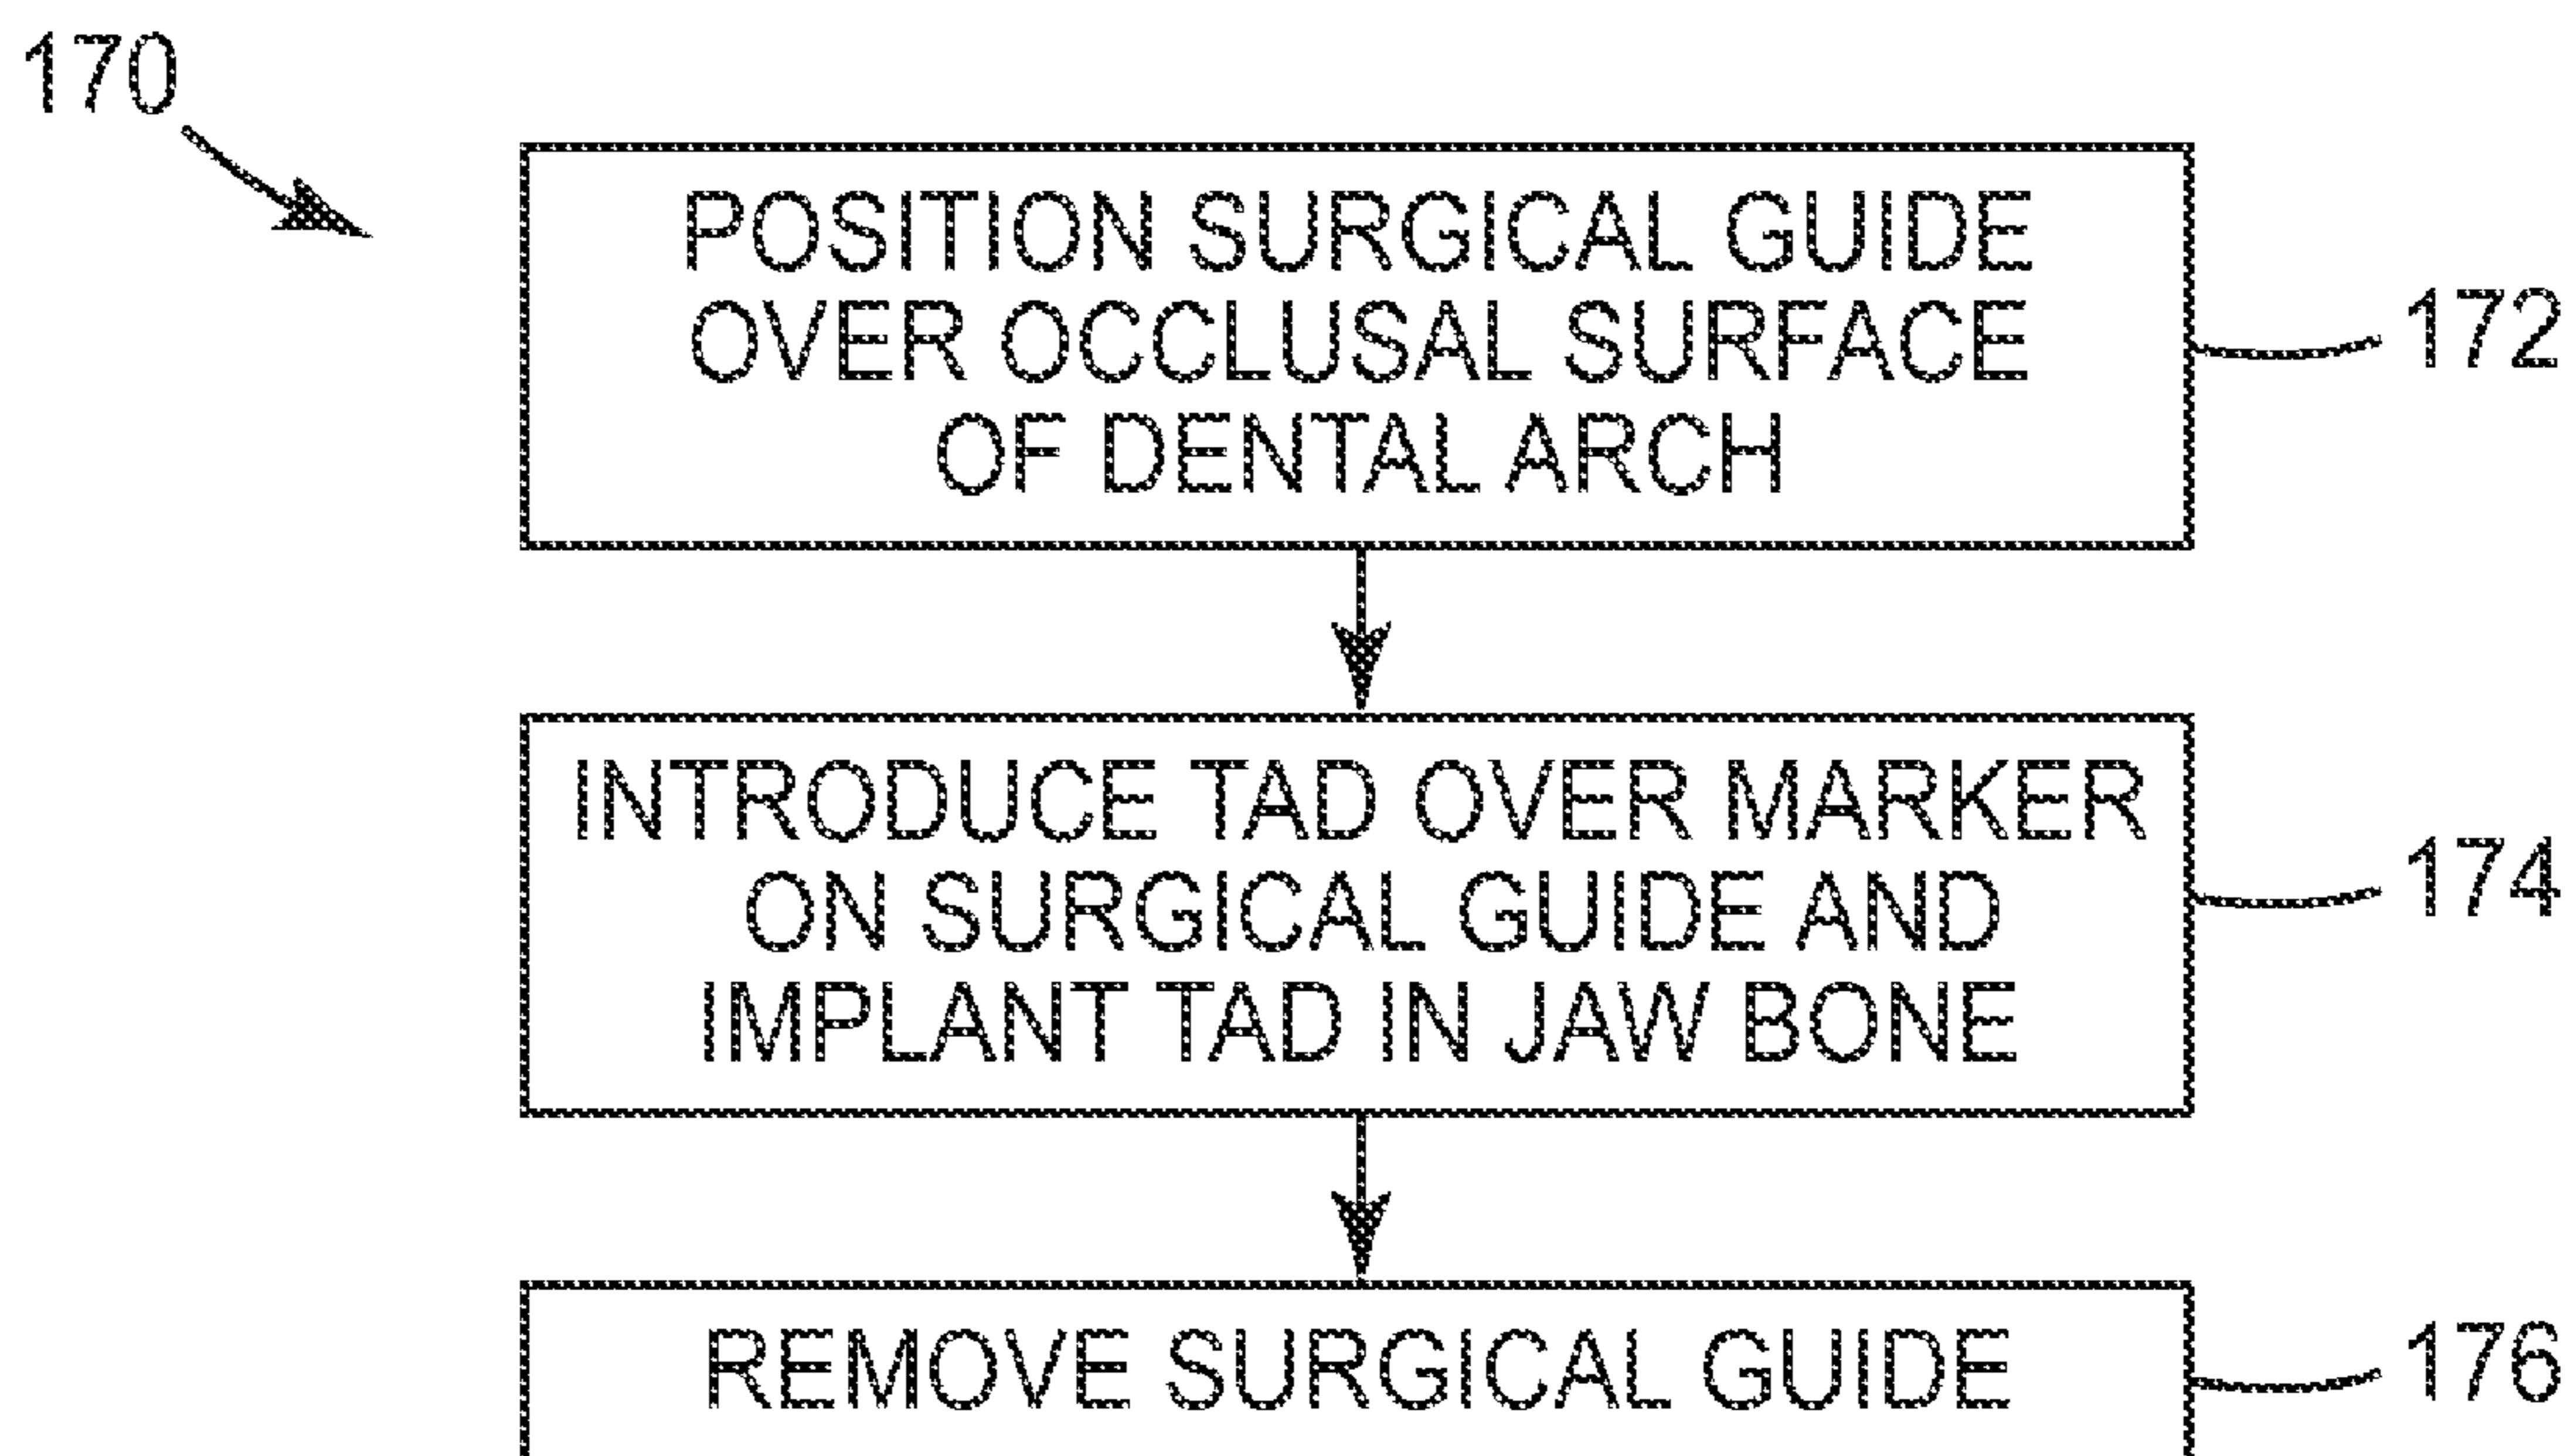 170
POSITION SURGICAL GUIDE
OVER OCCLUSAL SURFACE
OF DENTAL ARCH
172
INTRODUCE TAD OVER MARKER
ON SURGICAL GUIDE AND
IMPLANT TAD IN JAW BONE
174
REMOVE SURGICAL GUIDE
176